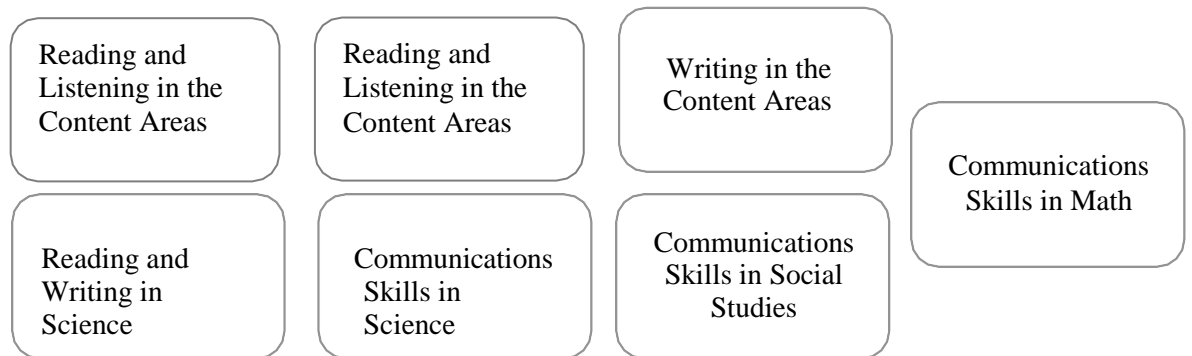 Reading and
Listening in the
Content Areas
Reading and
Listening in the
Content Areas
Writing in the
Content Areas
Communications
Skills in Math
Reading and
Writing in
Science
Communications
Skills in
Science
Communications
Skills in Social
Studies